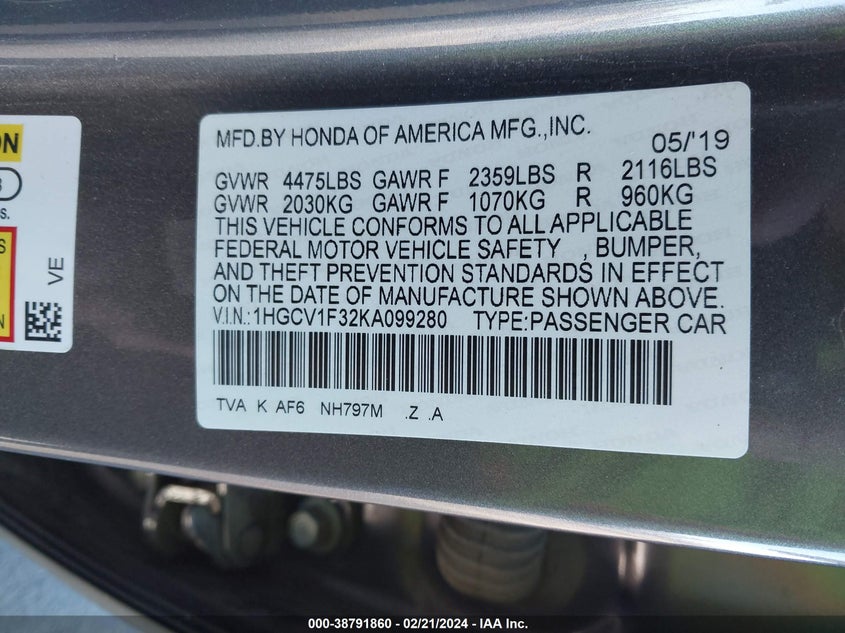 ON
3
s.
S
N
VE
MFD.BY HONDA OF AMERICA MFG.,INC. 05/'19
GVWR 4475LBS GAWR F 2359LBS R 2116LBS
GVWR 2030KG GAWR F 1070KG R 960KG
THIS VEHICLE CONFORMS TO ALL APPLICABLE
FEDERAL MOTOR VEHICLE SAFETY , BUMPER,
AND THEFT PREVENTION STANDARDS IN EFFECT
ON THE DATE OF MANUFACTURE SHOWN ABOVE.
V.I.N.:1HGCV1F32KA099280 TYPE:PASSENGER CAR
TVA K AF6 NH797M .Z .A
000-38791860 / 02/21/2024 - IAA Inc.